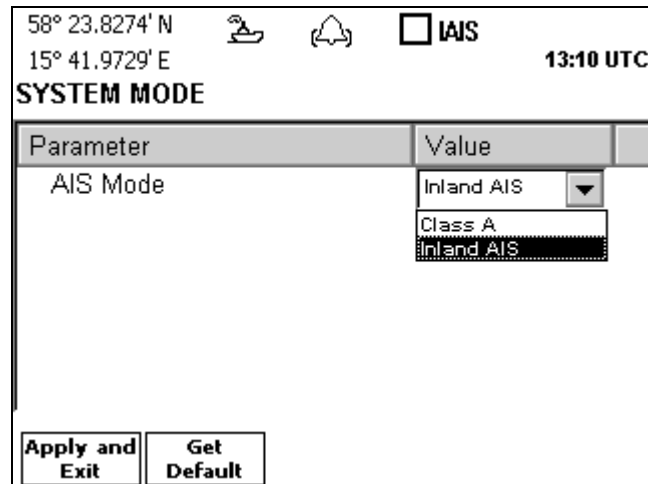 58° 23.8274' N
15° 41.9729' E
IAIS
13:10 UTC
SYSTEM MODE
Parameter Value
AIS Mode Inland AIS
Class A
Inland AIS
Apply and Exit
Get Default